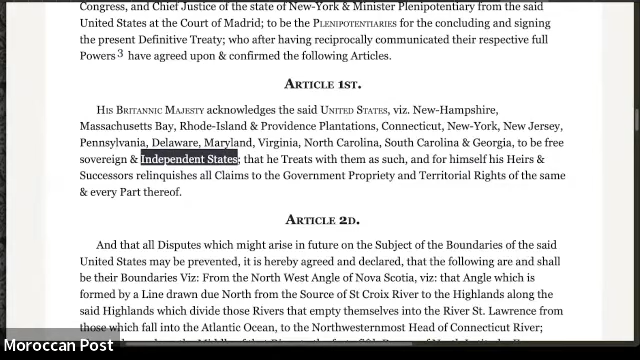 Congress, and Chief Justice of the state of New-York & Minister Plenipotentiary from the said
United States at the Court of Madrid; to be the Plenipotentiaries for the concluding and signing
the present Definitive Treaty; who after having reciprocally communicated their respective full
Powers3 have agreed upon & confirmed the following Articles.
Article 1st.
His Britannic Majesty acknowledges the said United States, viz. New-Hampshire,
Massachusetts Bay, Rhode-Island & Providence Plantations, Connecticut, New-York, New Jersey,
Pennsylvania, Delaware, Maryland, Virginia, North Carolina, South Carolina & Georgia, to be free
sovereign & Independent States; that he Treats with them as such, and for himself his Heirs &
Successors relinquishes all Claims to the Government Propriety and Territorial Rights of the same
& every Part thereof.
Article 2d.
And that all Disputes which might arise in future on the Subject of the Boundaries of the said
United States may be prevented, it is hereby agreed and declared, that the following are and shall
be their Boundaries Viz: From the North West Angle of Nova Scotia, viz: that Angle which is
formed by a Line drawn due North from the Source of St Croix River to the Highlands along the
said Highlands which divide those Rivers that empty themselves into the River St. Lawrence from
those which fall into the Atlantic Ocean, to the Northwesternmost Head of Connecticut River;
Moroccan Post